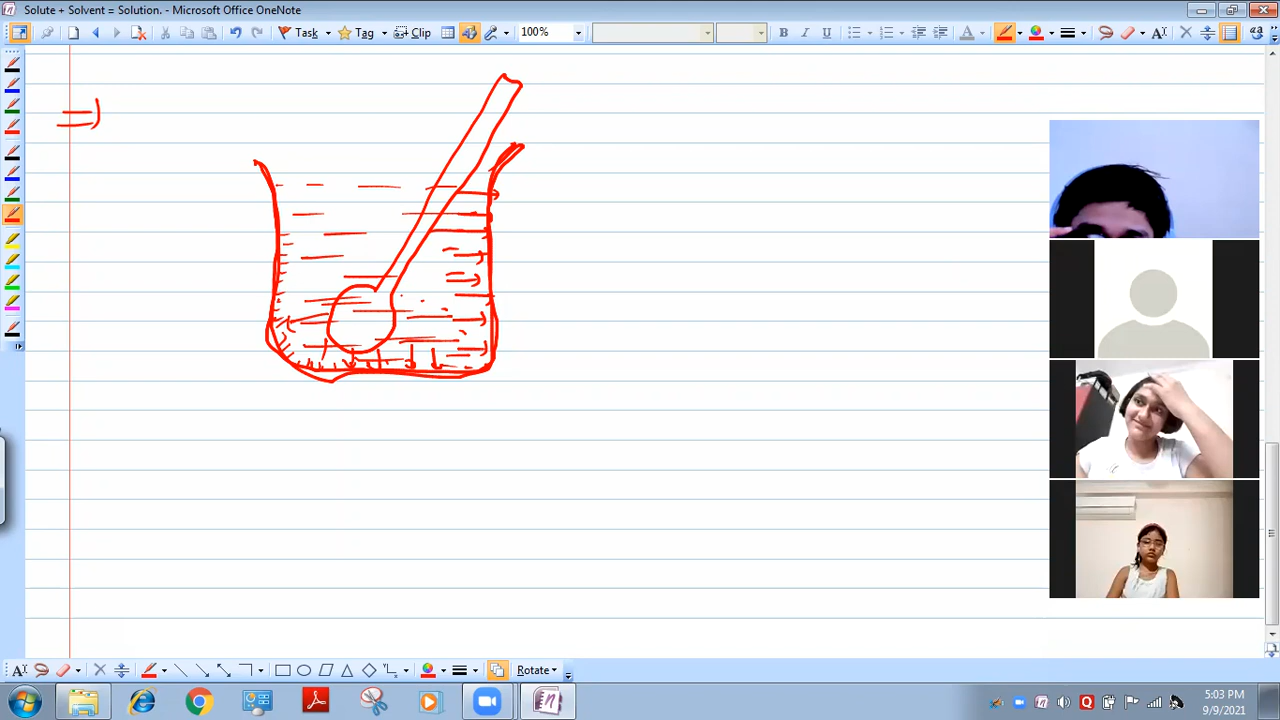 Solute + Solvent = Solution. - Microsoft Office OneNote
Task Tag Clip 100% B I U A A
A Rotate
5:03 PM
9/9/2021